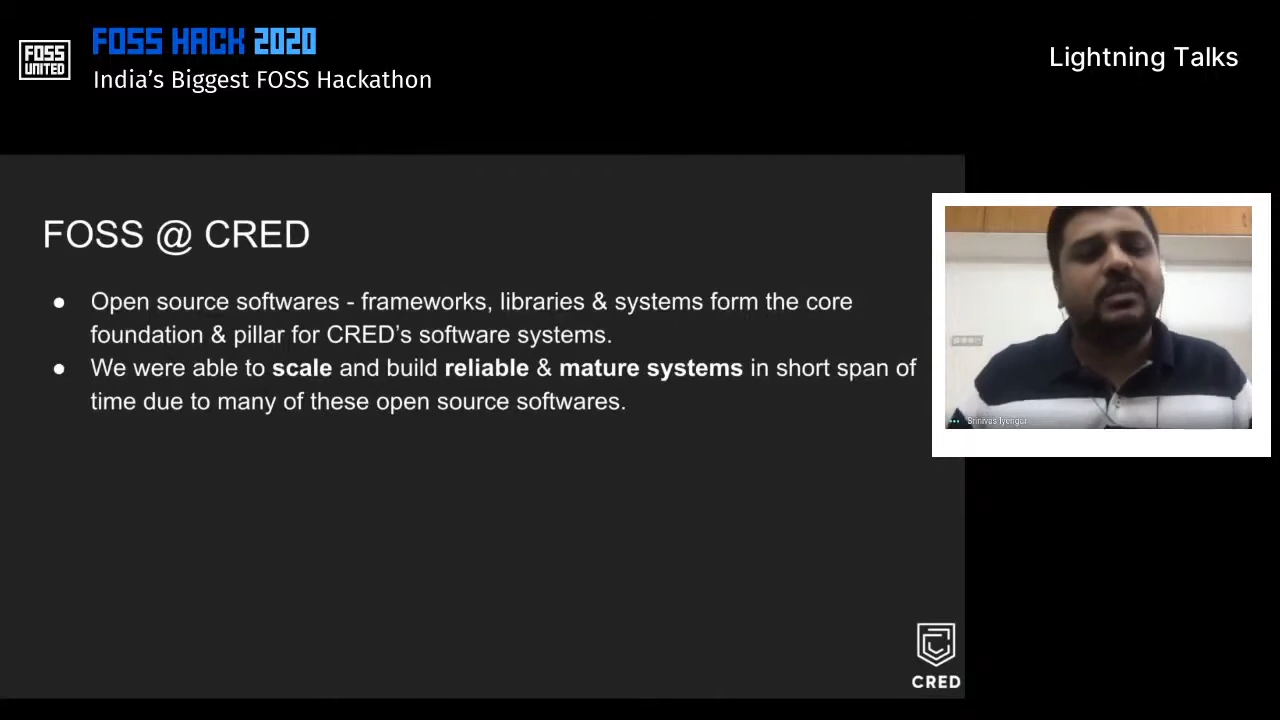 FOSS
UNITED
FOSS HACK 2020
India's Biggest FOSS Hackathon
Lightning Talks
FOSS @ CRED
● Open source softwares - frameworks, libraries & systems form the core
foundation & pillar for CRED's software systems.
● We were able to scale and build reliable & mature systems in short span of
time due to many of these open source softwares.
Srinivas Iyengar
CRED